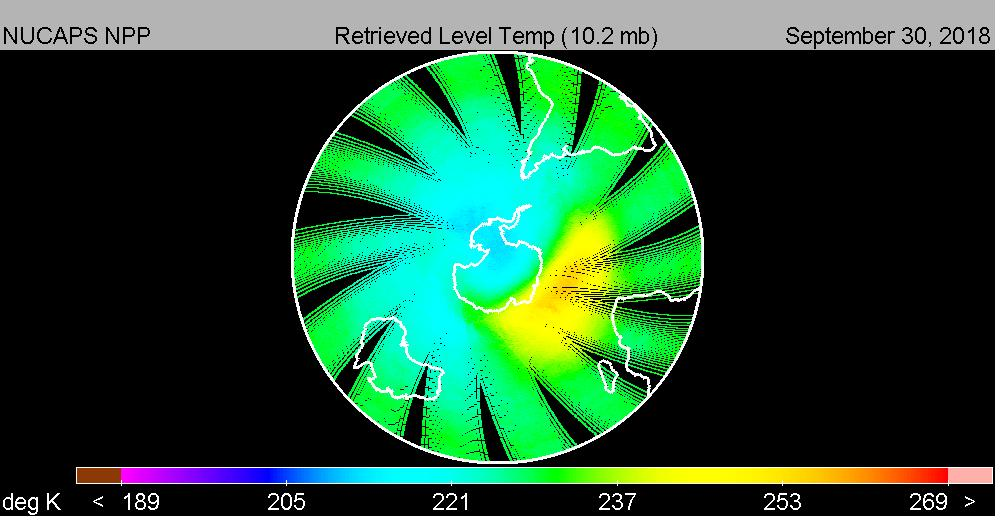 NUCAPS NPP Retrieved Level Temp (10.2 mb) September 30, 2018
deg K < 189 205 221 237 253 269 >